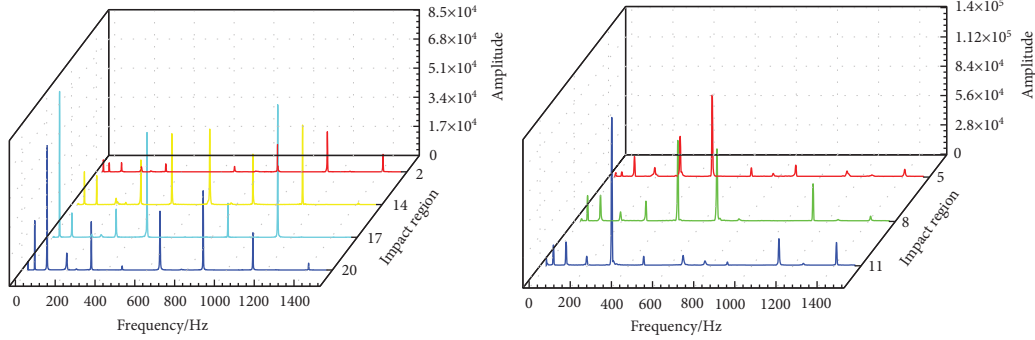 8.5×10⁴
6.8×10⁴
5.1×10⁴
3.4×10⁴
1.7×10⁴
0
Amplitude
2
14
17
20
Impact region
0 200 400 600 800 1000 1200 1400
Frequency/Hz
1.4×10⁵
1.12×10⁵
8.4×10⁴
5.6×10⁴
2.8×10⁴
0
Amplitude
5
8
11
Impact region
0 200 400 600 800 1000 1200 1400
Frequency/Hz